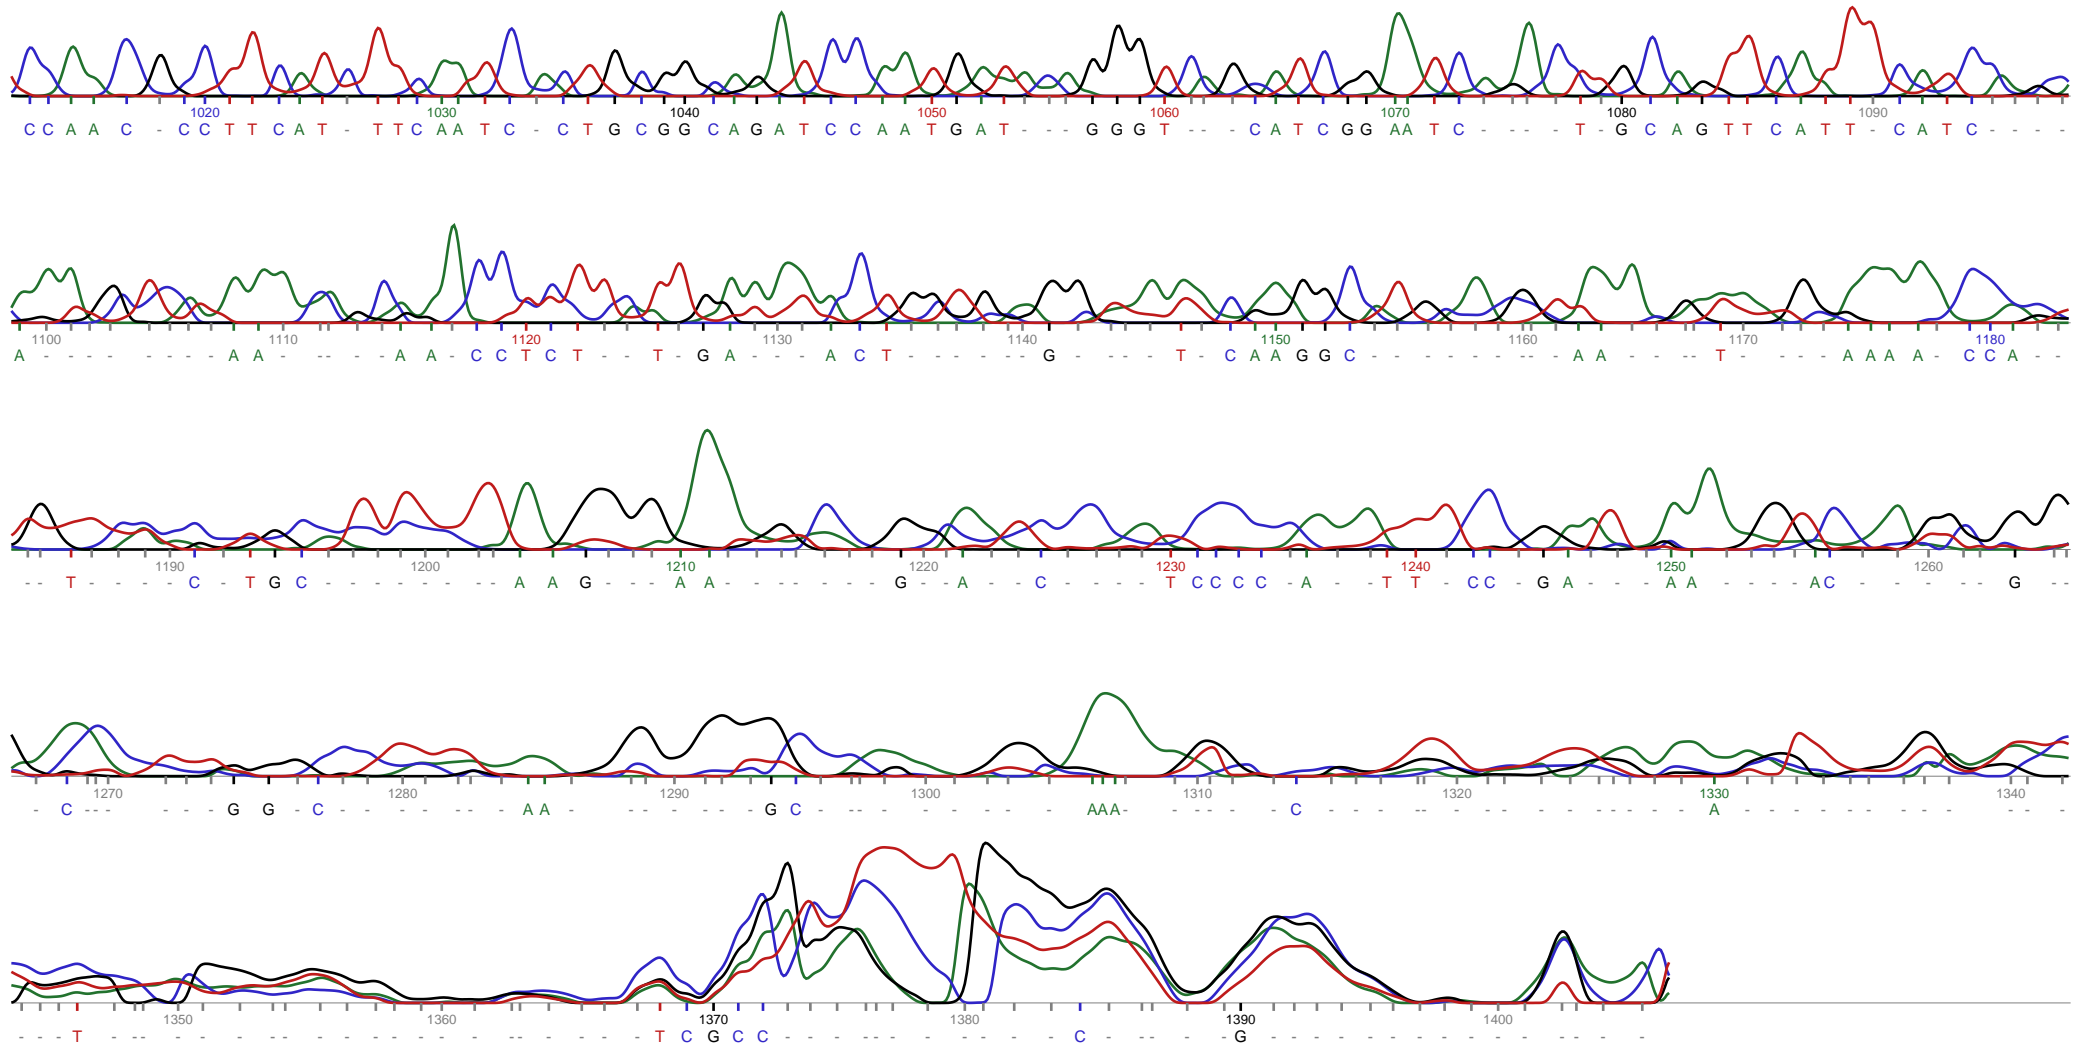 1020 1030 1040 1050 1060 1070 1080 1090
C C A A C - C C T T C A T - T T C A A T C - C T G C G G C A G A T C C A A T G A T - - - G G G T - - - C A T C G G A A T C - - - - T - G C A G T T C A T T - C A T C - - - -
1100 1110 1120 1130 1140 1150 1160 1170 1180
A - - - - - - - - A A - - - - - A A - C C T C T - - T - G A - - - A C T - - - - - - G - - - - - T - C A A G G C - - - - - - - - - A A - - - - - T - - - - - A A A A - C C A - -
1190 1200 1210 1220 1230 1240 1250 1260
- - T - - - - C - T G C - - - - - - - - A A G - - - A A - - - - - - - G - A - - C - - - - T C C C C - A - - T T - C C - G A - - - A A - - - - A C - - - - - - - G - -
1270 1280 1290 1300 1310 1320 1330 1340
- C - - - - - - - G G - C - - - - - - - - - A A - - - - - - - G C - - - - - - - - - - - A A A - - - - - C - - - - - - - - - - - - - - - A - - - - - - - - - - - -
1350 1360 1370 1380 1390 1400
- - - T - - - - - - - - - - - - - - - - - - - - - - T C G C C - - - - - - - - - - - - C - - - - - G - - - - - - - - - - - - - -